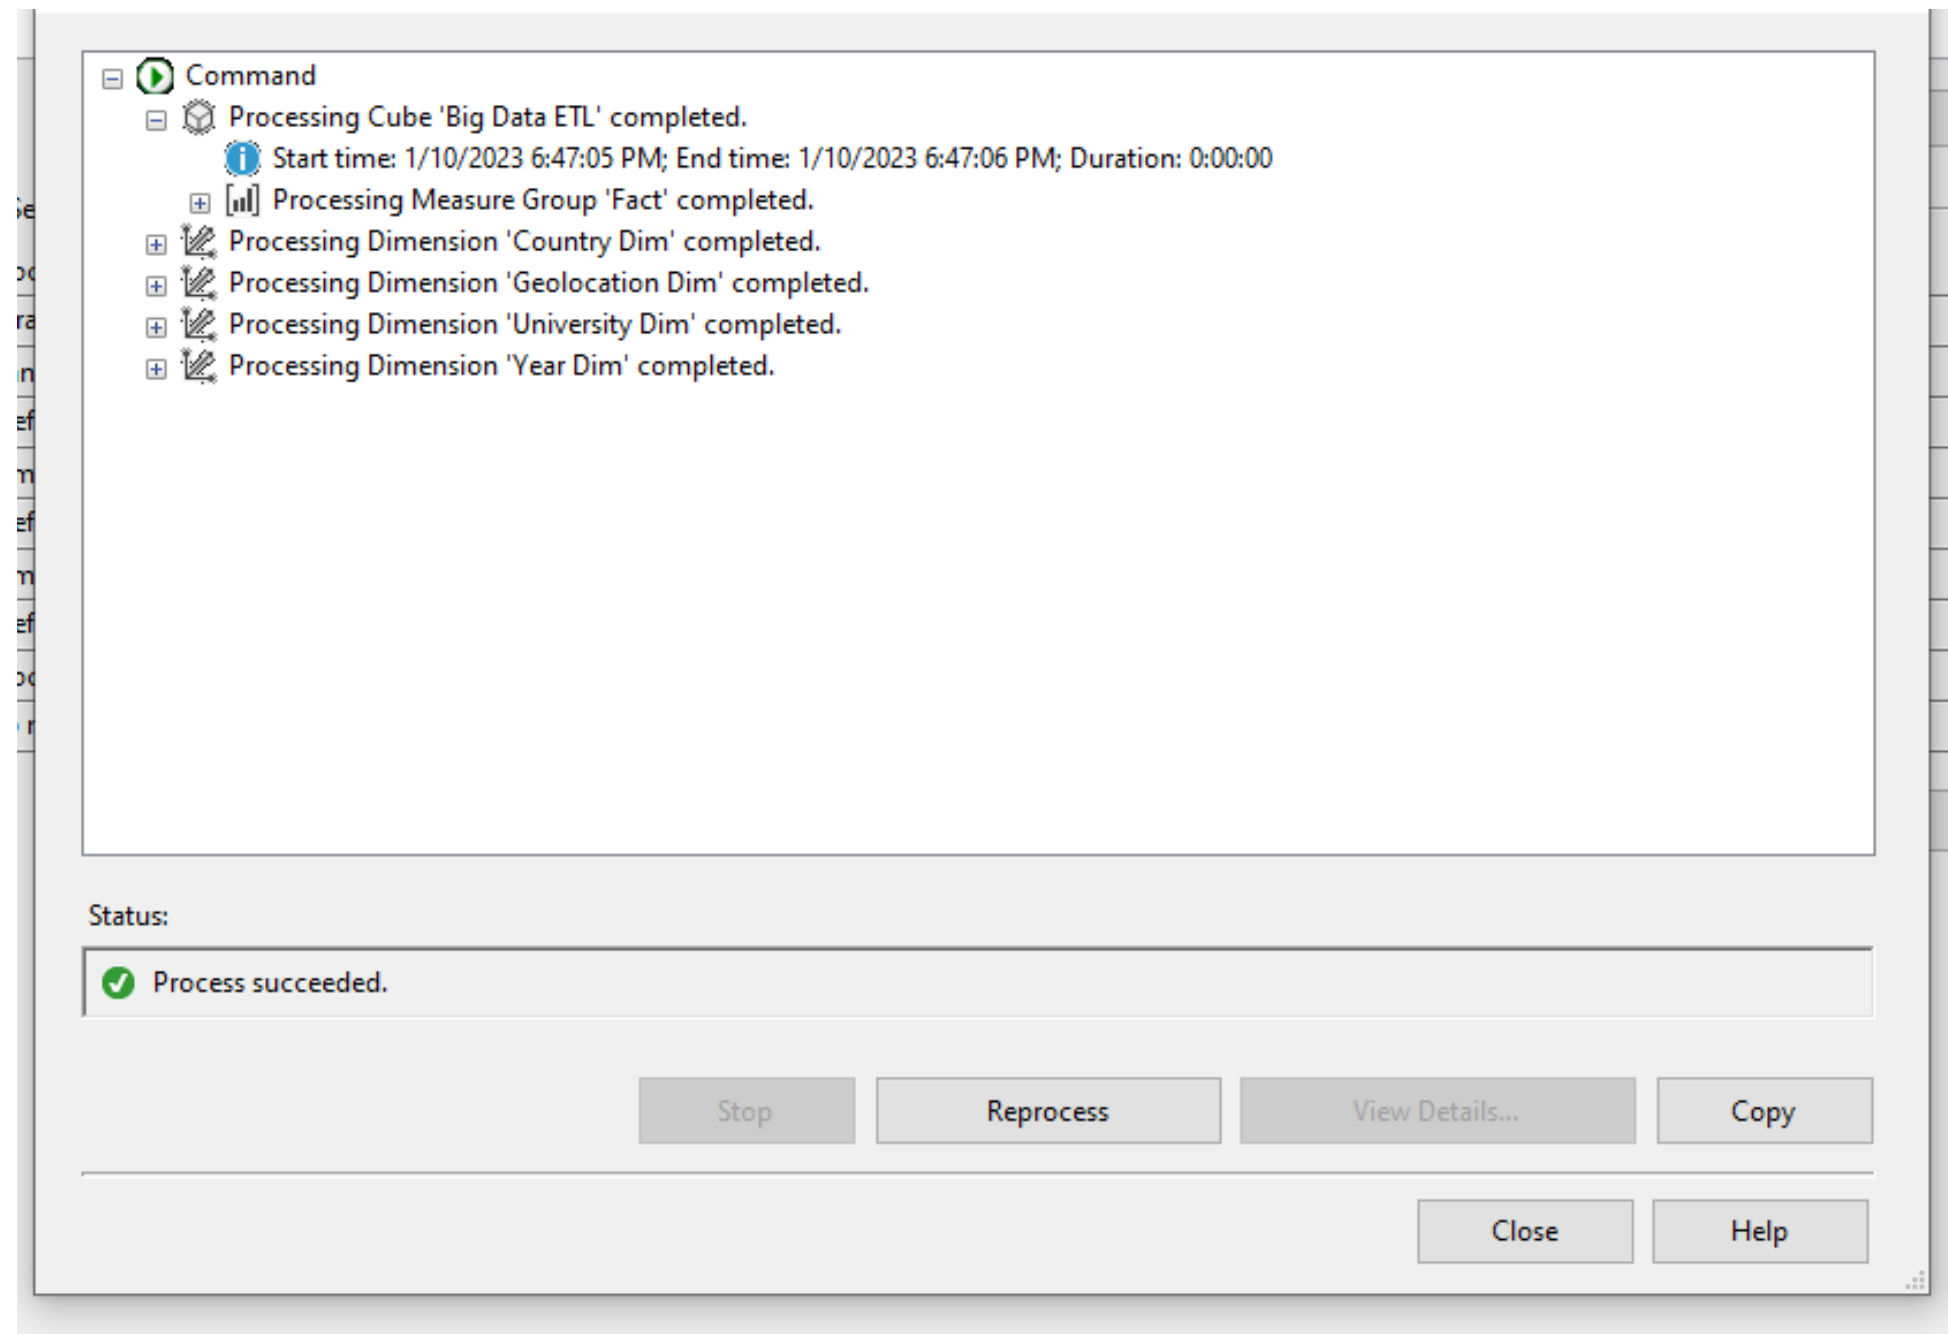 Command
Processing Cube 'Big Data ETL' completed.
Start time: 1/10/2023 6:47:05 PM; End time: 1/10/2023 6:47:06 PM; Duration: 0:00:00
Processing Measure Group 'Fact' completed.
Processing Dimension 'Country Dim' completed.
Processing Dimension 'Geolocation Dim' completed.
Processing Dimension 'University Dim' completed.
Processing Dimension 'Year Dim' completed.
Status:
Process succeeded.
Stop Reprocess View Details... Copy
Close Help